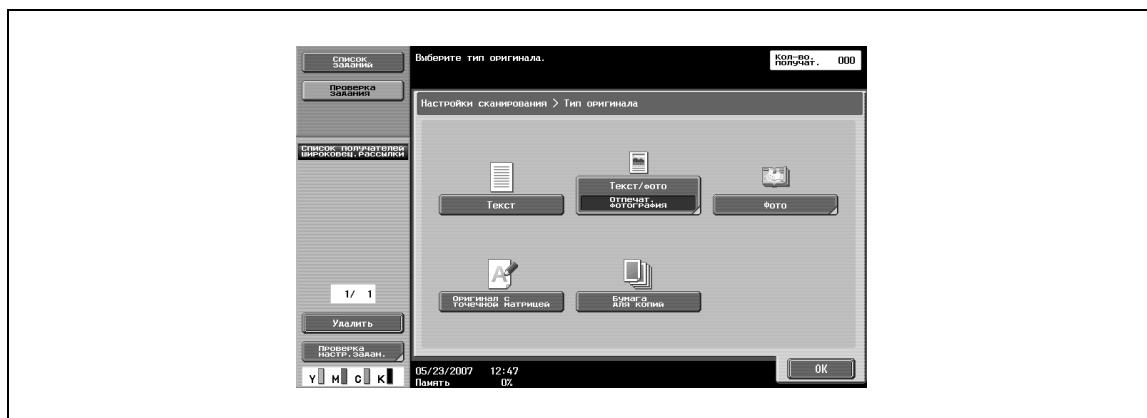 Список
заданий
Выберите тип оригинала.
Кол-во.
получат. 000
Проверка
задания
Настройки сканирования > Тип оригинала
Список получателей
широковещ.рассылки
Текст
Текст/фото
Отпечат.
фотография
Фото
Оригинал с
точечной матрицей
Бумага
для копий
1/ 1
Удалить
Проверка
настр.задан.
Y M C K
05/23/2007 12:47
Память 0%
OK